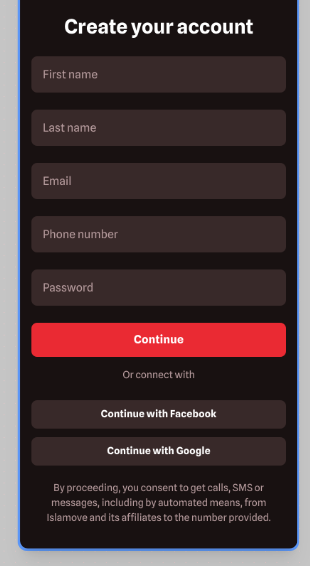 Create your account
First name
Last name
Email
Phone number
Password
Continue
Or connect with
Continue with Facebook
Continue with Google
By proceeding, you consent to get calls, SMS or
messages, including by automated means, from
Islamove and its affiliates to the number provided.